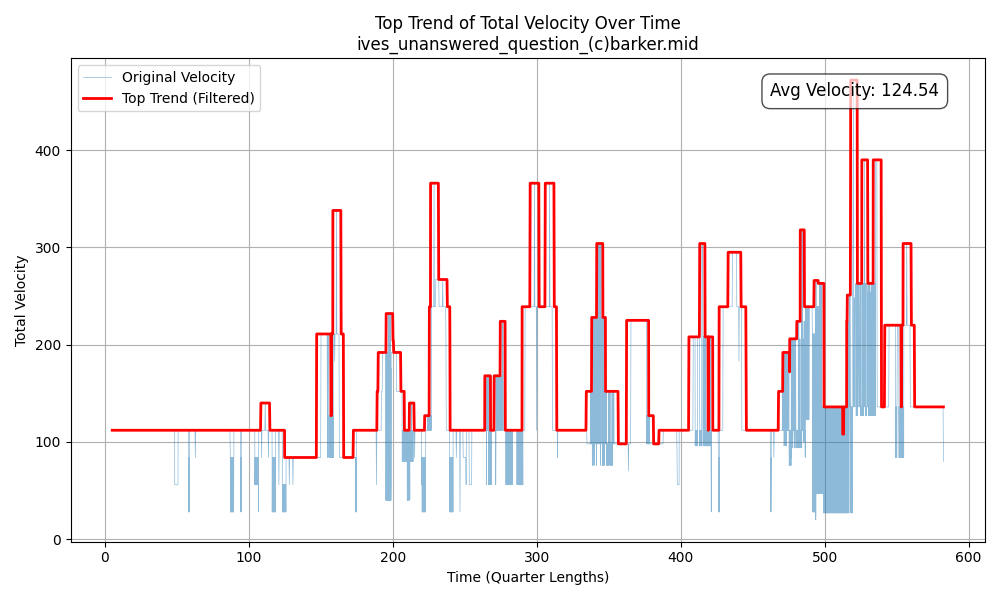 Top Trend of Total Velocity Over Time
ives_unanswered_question_(c)barker.mid
Original Velocity
Top Trend (Filtered)
Avg Velocity: 124.54
Total Velocity
400
300
200
100
0
0 100 200 300 400 500 600
Time (Quarter Lengths)